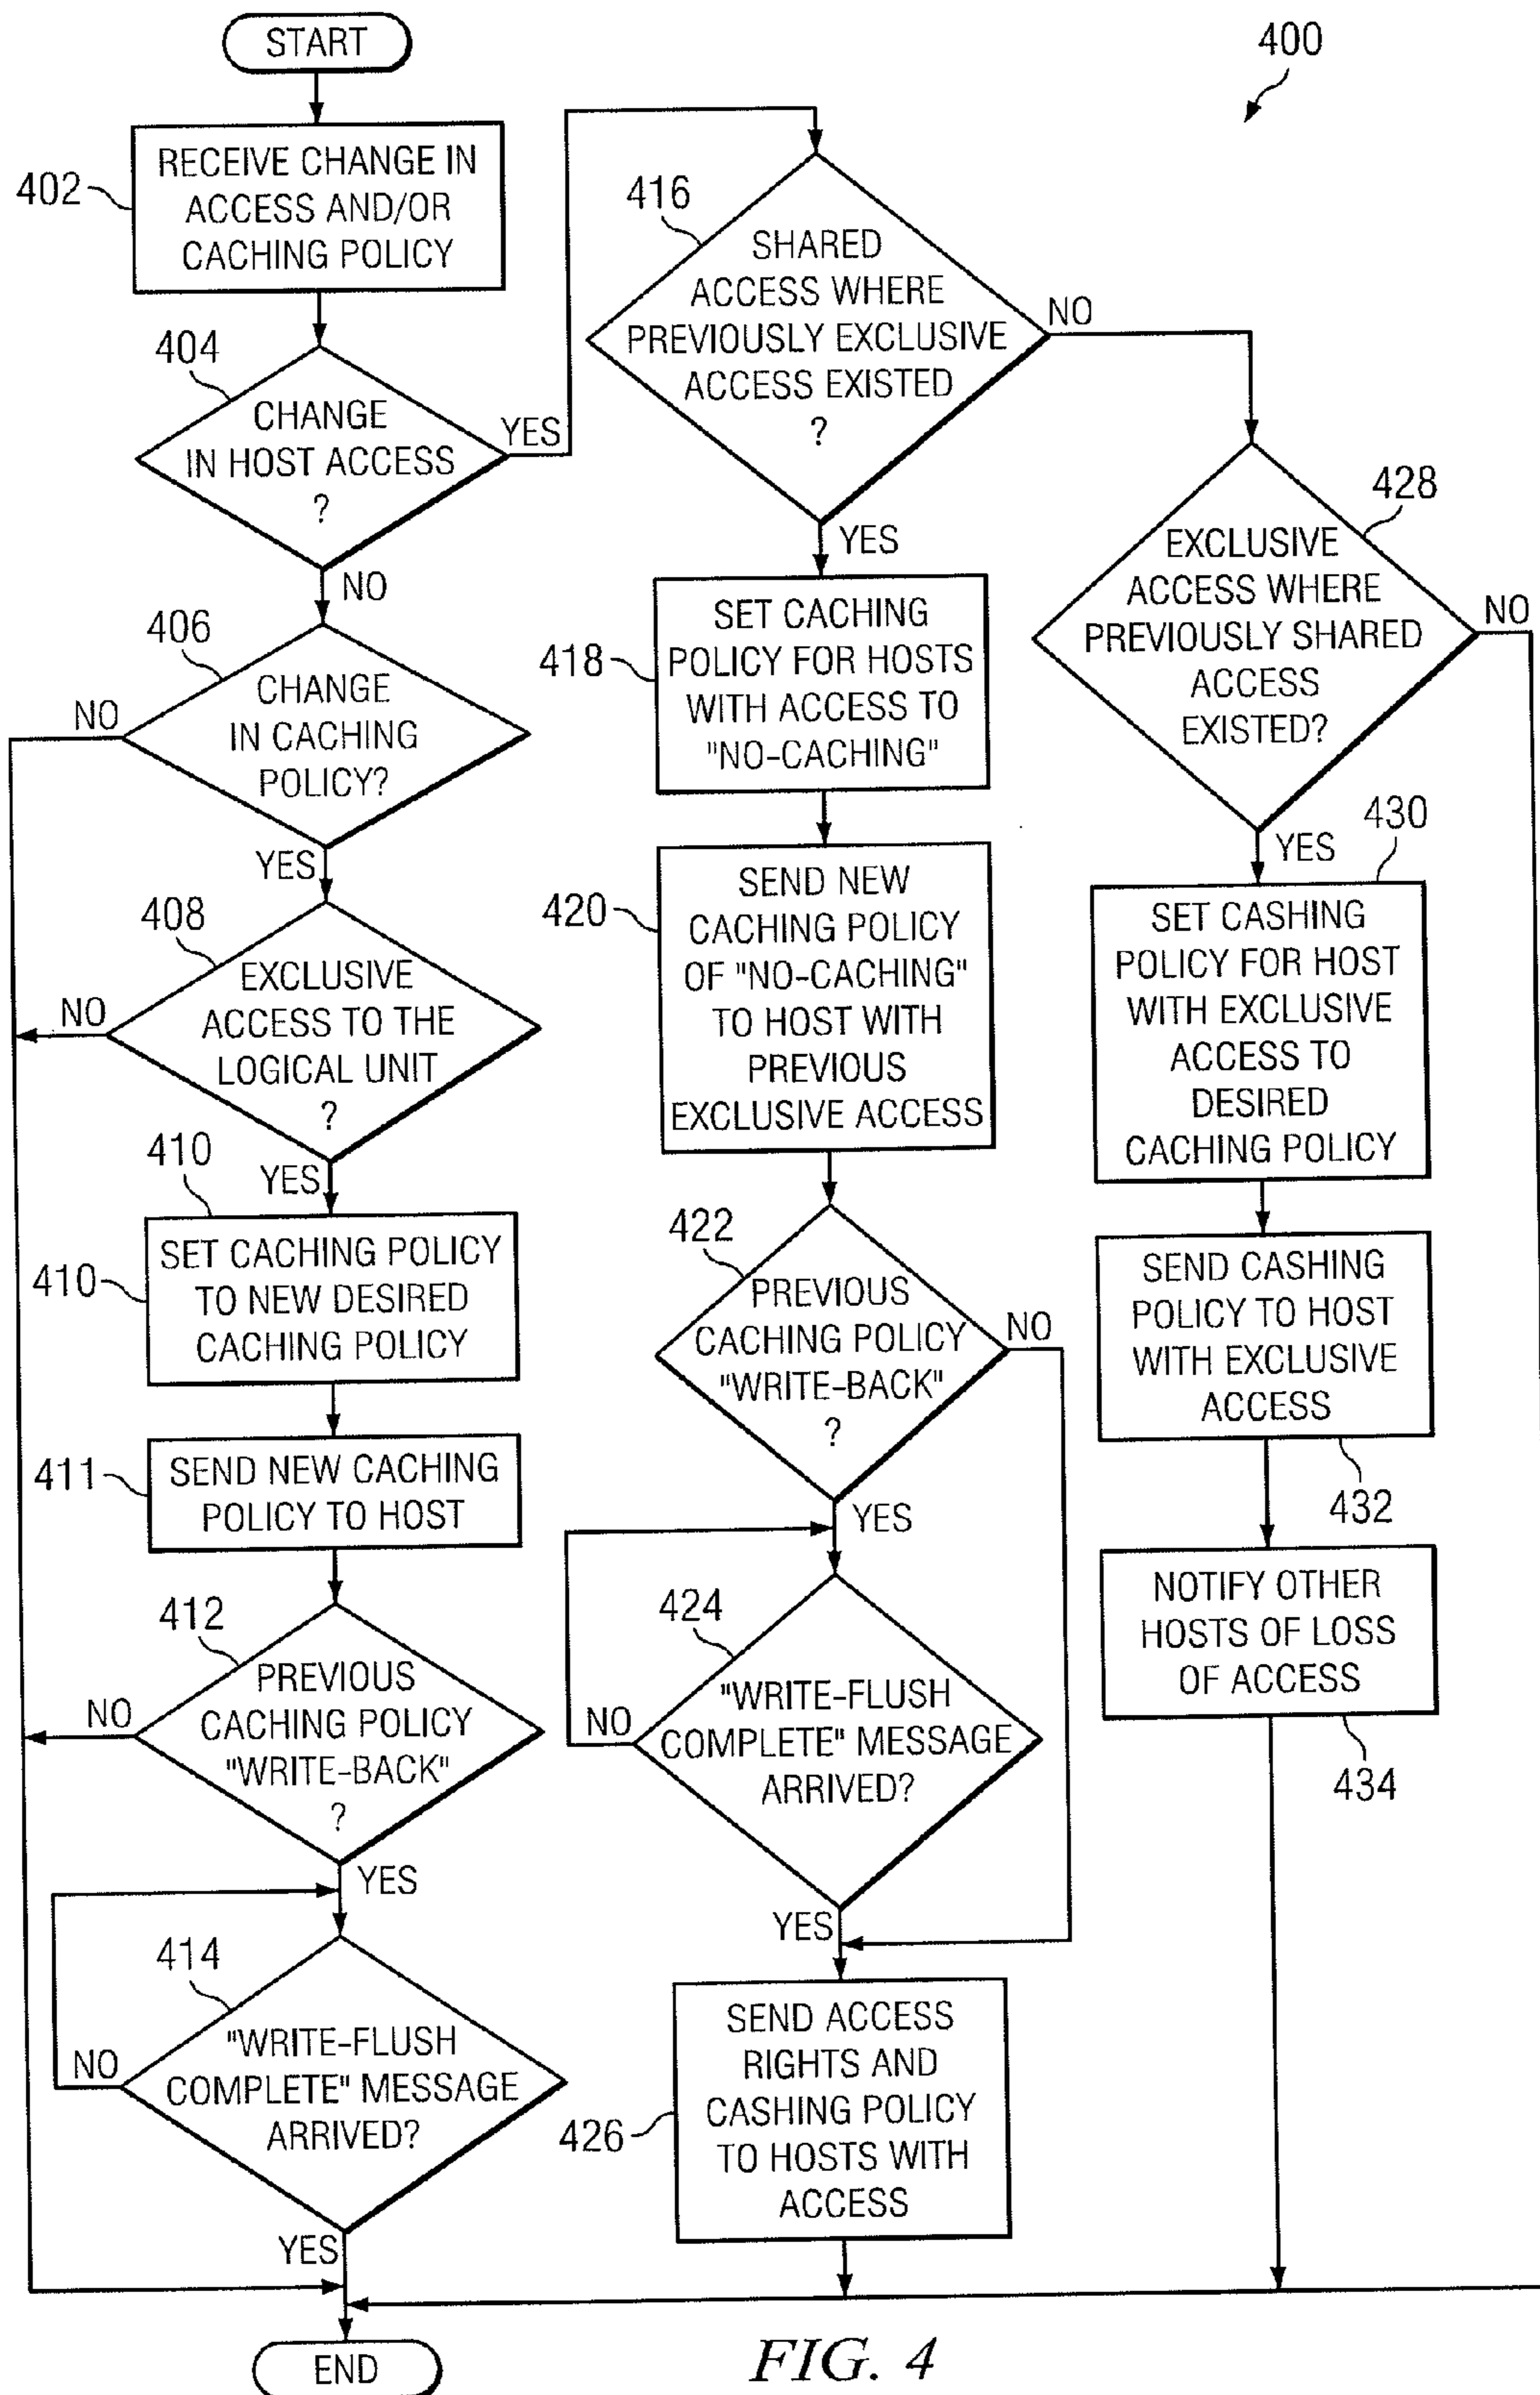 START
400
RECEIVE CHANGE IN
ACCESS AND/OR
CACHING POLICY
402
404
CHANGE
IN HOST ACCESS
?
YES
NO
406
CHANGE
IN CACHING
POLICY?
NO
YES
408
EXCLUSIVE
ACCESS TO THE
LOGICAL UNIT
?
NO
YES
410
SET CACHING POLICY
TO NEW DESIRED
CACHING POLICY
410
SEND NEW CACHING
POLICY TO HOST
411
412
PREVIOUS
CACHING POLICY
"WRITE-BACK"
?
NO
YES
414
"WRITE-FLUSH
COMPLETE" MESSAGE
ARRIVED?
NO
YES
END
416
SHARED
ACCESS WHERE
PREVIOUSLY EXCLUSIVE
ACCESS EXISTED
?
NO
YES
418
SET CACHING
POLICY FOR HOSTS
WITH ACCESS TO
"NO-CACHING"
420
SEND NEW
CACHING POLICY
OF "NO-CACHING"
TO HOST WITH
PREVIOUS
EXCLUSIVE ACCESS
422
PREVIOUS
CACHING POLICY
"WRITE-BACK"
?
NO
YES
424
"WRITE-FLUSH
COMPLETE" MESSAGE
ARRIVED?
NO
YES
426
SEND ACCESS
RIGHTS AND
CASHING POLICY
TO HOSTS WITH
ACCESS
428
EXCLUSIVE
ACCESS WHERE
PREVIOUSLY SHARED
ACCESS
EXISTED?
NO
YES
430
SET CASHING
POLICY FOR HOST
WITH EXCLUSIVE
ACCESS TO
DESIRED
CACHING POLICY
SEND CASHING
POLICY TO HOST
WITH EXCLUSIVE
ACCESS
432
NOTIFY OTHER
HOSTS OF LOSS
OF ACCESS
434
FIG. 4